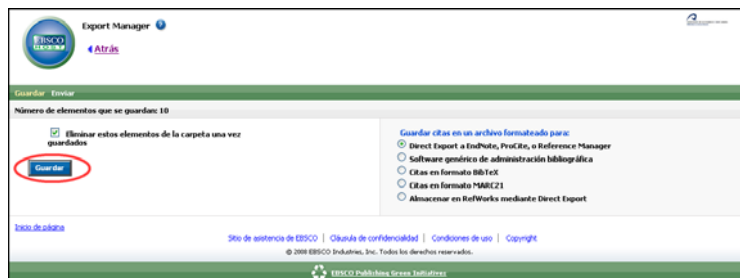 Export Manager
EBSCO
HOST
Atrás
Guardar Enviar
Número de elementos que se guardan: 10
Eliminar estos elementos de la carpeta una vez
guardados
Guardar
Guardar citas en un archivo formateado para:
Direct Export a EndNote, ProCite, o Reference Manager
Software genérico de administración bibliográfica
Citas en formato BibTeX
Citas en formato MARC21
Almacenar en RefWorks mediante Direct Export
Inicio de página
Sitio de asistencia de EBSCO | Cláusula de confidencialidad | Condiciones de uso | Copyright
© 2008 EBSCO Industries, Inc. Todos los derechos reservados.
EBSCO Publishing Green Initiatives